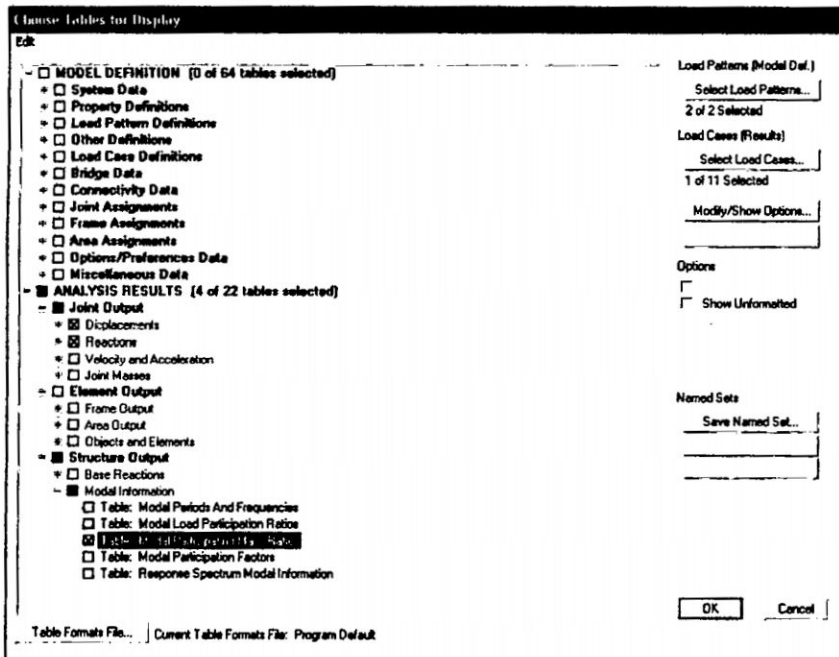 Choose Tables for Display
Edit
MODEL DEFINITION (0 of 64 tables selected)
System Data
Property Definitions
Load Pattern Definitions
Other Definitions
Load Case Definitions
Bridge Data
Connectivity Data
Joint Assignments
Frame Assignments
Area Assignments
Options/Preferences Data
Miscellaneous Data
ANALYSIS RESULTS (4 of 22 tables selected)
Joint Output
Displacements
Reactions
Velocity and Acceleration
Joint Masses
Element Output
Frame Output
Area Output
Objects and Elements
Structure Output
Base Reactions
Modal Information
Table: Modal Periods And Frequencies
Table: Modal Load Participation Ratios
Table: Modal Participating Mass Ratios
Table: Modal Participation Factors
Table: Response Spectrum Modal Information
Table Formats File...
Current Table Formats File: Program Default
Load Patterns (Model Def.)
Select Load Patterns...
2 of 2 Selected
Load Cases (Results)
Select Load Cases...
1 of 11 Selected
Modify/Show Options...
Options
Show Unformatted
Named Sets
Save Named Set...
OK
Cancel